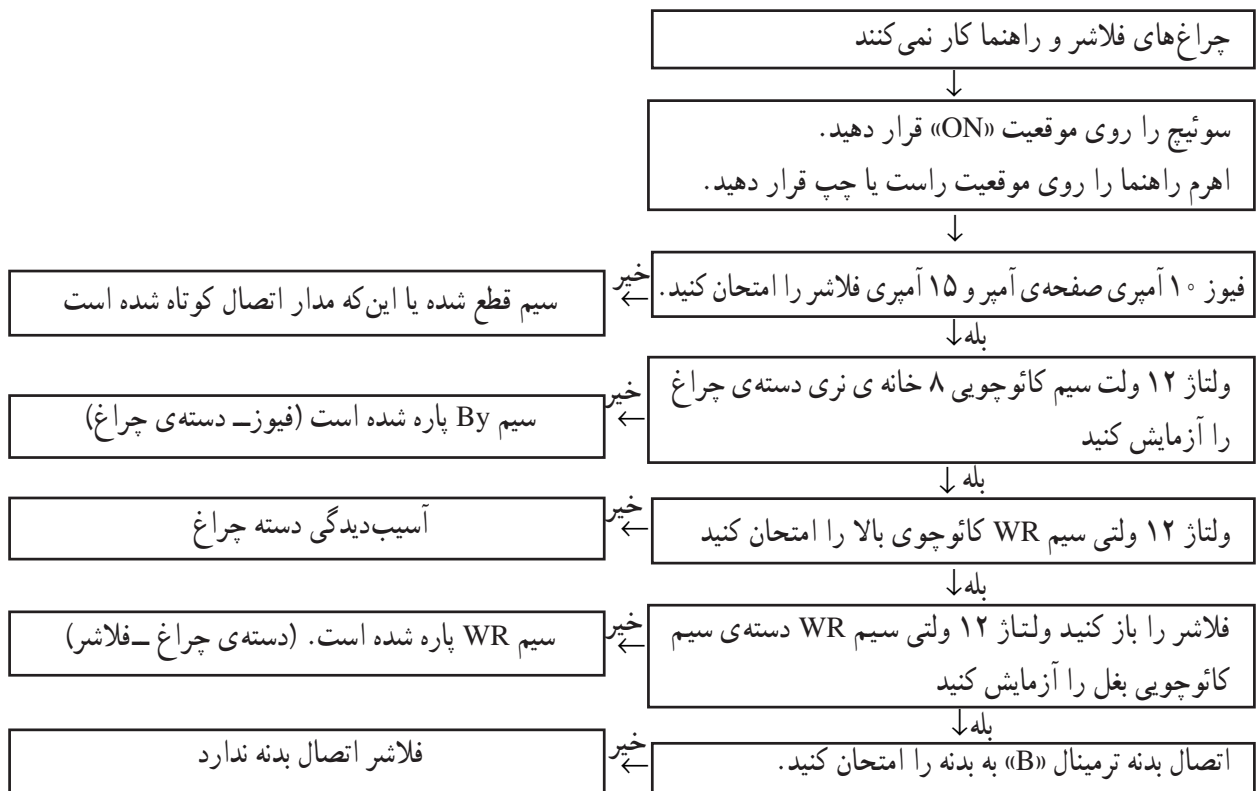 چراغ‌های فلاشر و راهنما کار نمی‌کنند
↓
سوئیچ را روی موقعیت «ON» قرار دهید.
اهرم راهنما را روی موقعیت راست یا چپ قرار دهید.
↓
فیوز ۱۰ آمپری صفحه‌ی آمپر و ۱۵ آمپری فلاشر را امتحان کنید.
خیر ←
سیم قطع شده یا این‌که مدار اتصال کوتاه شده است
بله ↓
ولتاژ ۱۲ ولت سیم کائوچویی ۸ خانه ی نری دسته‌ی چراغ
را آزمایش کنید
خیر ←
سیم By پاره شده است (فیوز ــ دسته‌ی چراغ)
بله ↓
ولتاژ ۱۲ ولتی سیم WR کائوچوی بالا را امتحان کنید
خیر ←
آسیب‌دیدگی دسته چراغ
بله ↓
فلاشر را باز کنید ولتاژ ۱۲ ولتی سیم WR دسته‌ی سیم
کائوچویی بغل را آزمایش کنید
خیر ←
سیم WR پاره شده است. (دسته‌ی چراغ ــ فلاشر)
بله ↓
اتصال بدنه ترمینال «B» به بدنه را امتحان کنید.
خیر ←
فلاشر اتصال بدنه ندارد